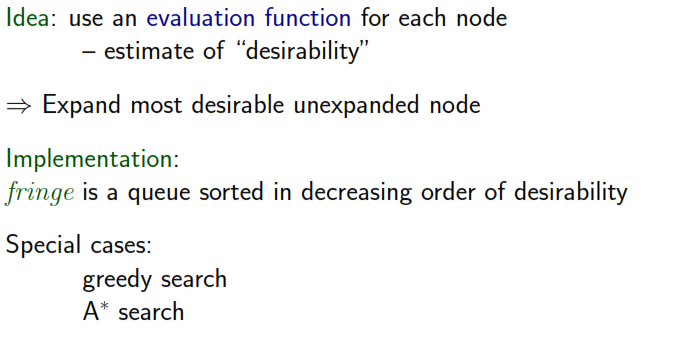 Idea: use an evaluation function for each node
– estimate of “desirability”
⇒ Expand most desirable unexpanded node
Implementation:
fringe is a queue sorted in decreasing order of desirability
Special cases:
greedy search
A* search